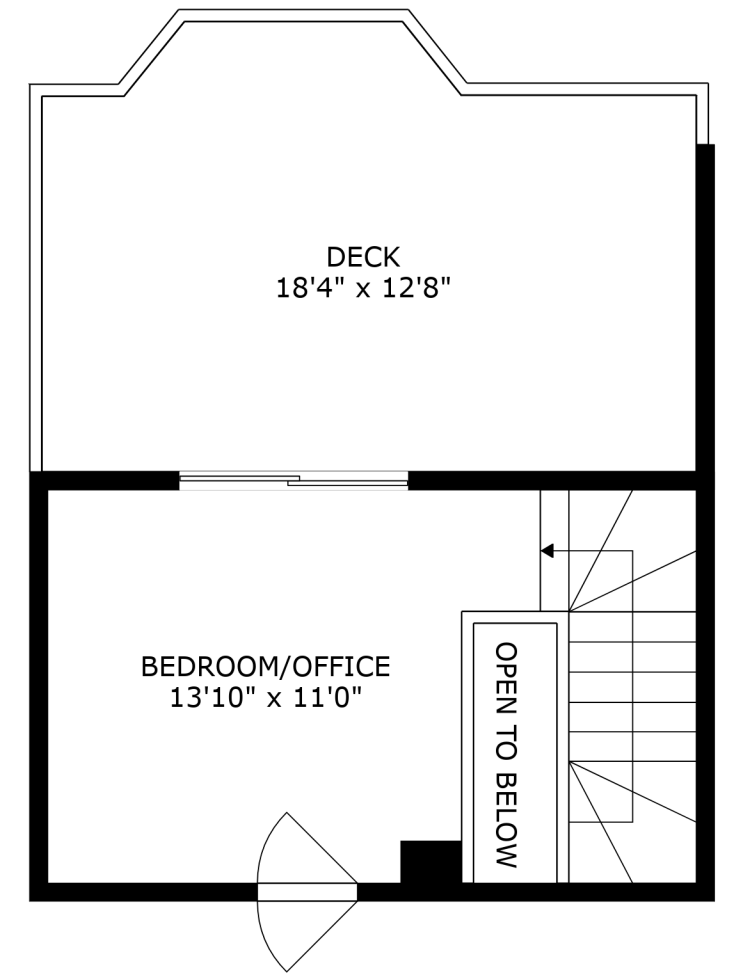 DECK
18'4" x 12'8"
BEDROOM/OFFICE
13'10" x 11'0"
OPEN TO BELOW